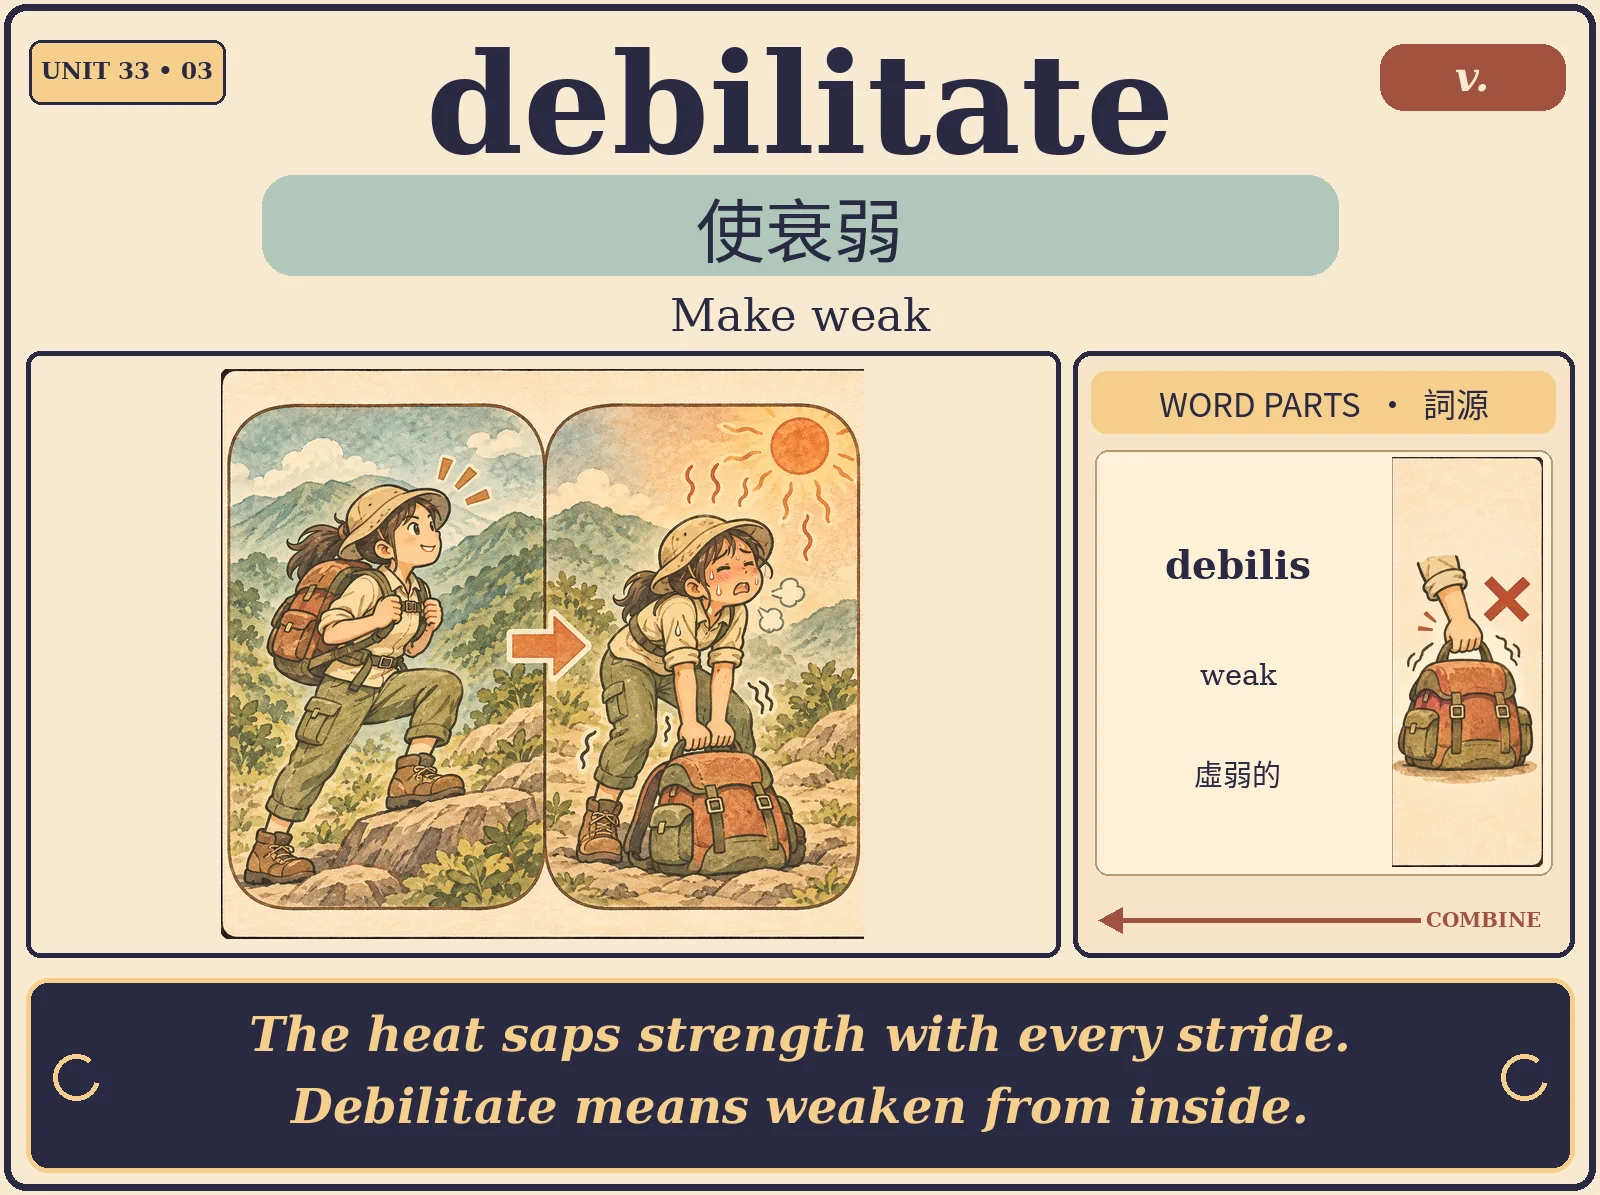 UNIT 33 • 03
debilitate
v.
使衰弱
Make weak
WORD PARTS • 詞源
debilis
weak
虛弱的
COMBINE
The heat saps strength with every stride.
Debilitate means weaken from inside.